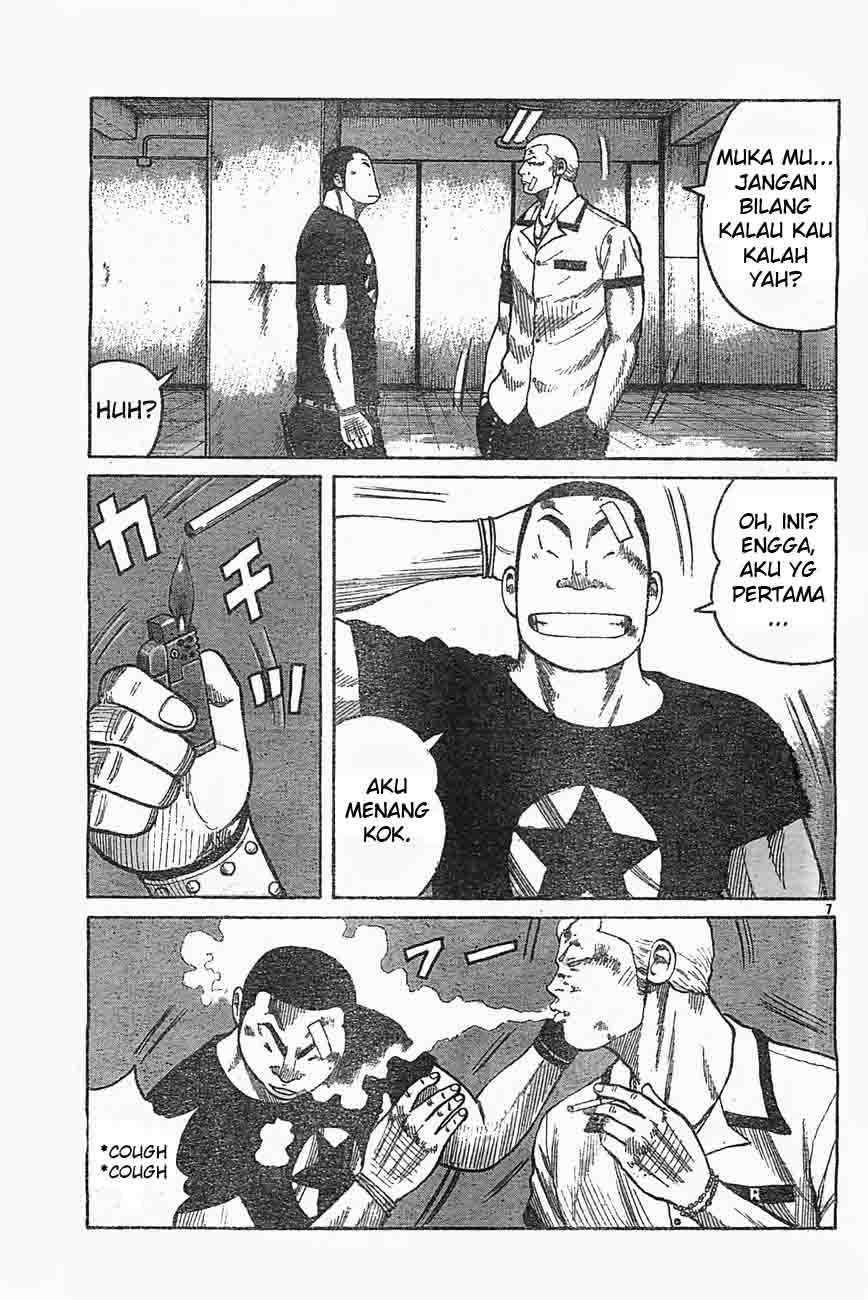 MUKA MU...
JANGAN
BILANG
KALAU KAU
KALAH
YAH?
HUH?
OH, INI?
ENGGA,
AKU YG
PERTAMA
...
AKU
MENANG
KOK.
カ
チ
ッ
7
フー
*COUGH
*COUGH
R